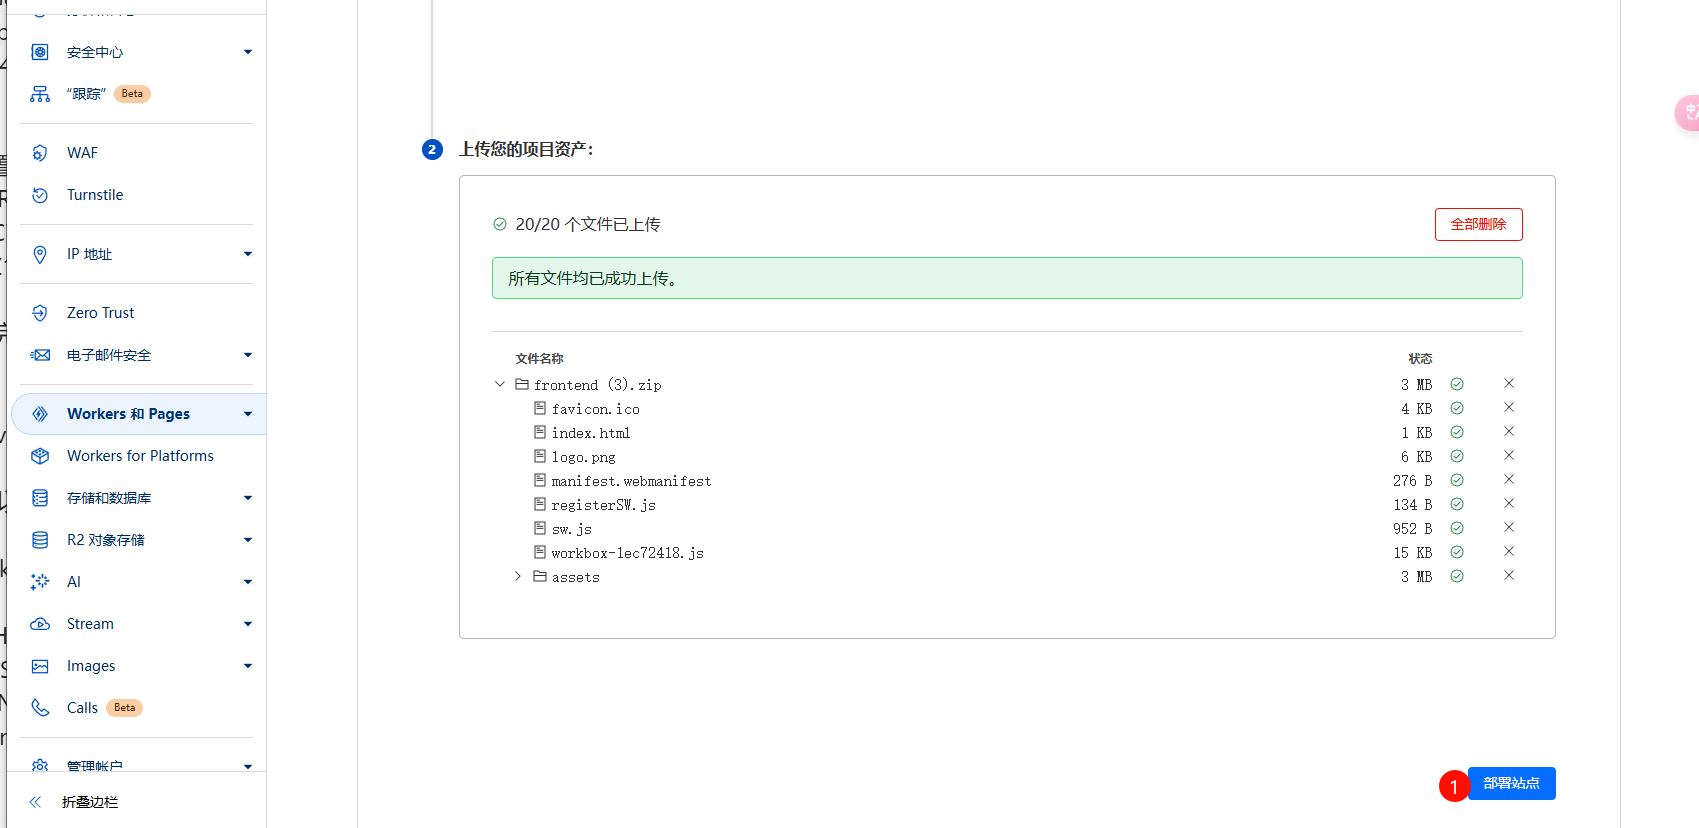 安全中心
“跟踪” Beta
WAF
Turnstile
IP 地址
Zero Trust
电子邮件安全
Workers 和 Pages
Workers for Platforms
存储和数据库
R2 对象存储
AI
Stream
Images
Calls Beta
管理帐户
折叠边栏
2 上传您的项目资产：
20/20 个文件已上传
全部删除
所有文件均已成功上传。
文件名称 状态
frontend (3).zip 3 MB
favicon.ico 4 KB
index.html 1 KB
logo.png 6 KB
manifest.webmanifest 276 B
registerSW.js 134 B
sw.js 952 B
workbox-1ec72418.js 15 KB
assets 3 MB
1 部署站点